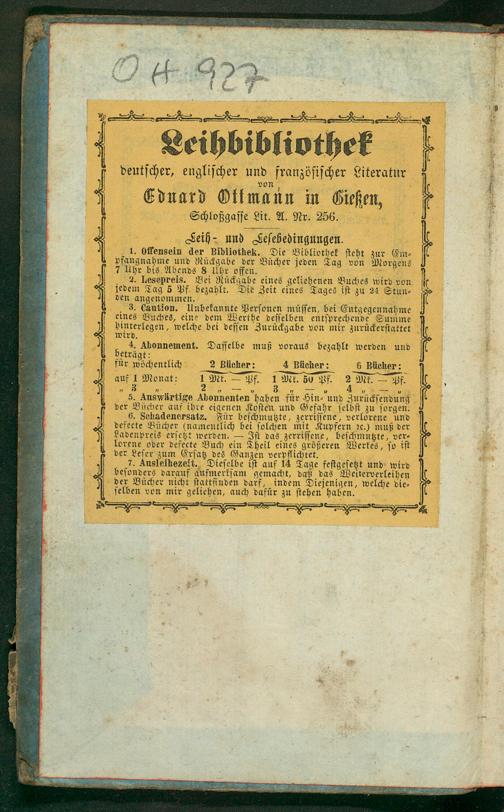 OH 927
Leihbibliothek
deutscher, englischer und französischer Literatur
von
Eduard Ottmann in Gießen,
Schloßgasse Lit. A. Nr. 256.
Leih- und Lesebedingungen.
1. Offensein der Bibliothek. Die Bibliothek steht zur Em-
pfangnahme und Rückgabe der Bücher jeden Tag von Morgens
7 Uhr bis Abends 8 Uhr offen.
2. Lesepreis. Bei Rückgabe eines geliehenen Buches wird von
jedem Tag 5 Pf. bezahlt. Die Zeit eines Tages ist zu 24 Stun-
den angenommen.
3. Caution. Unbekannte Personen müssen, bei Entgegennahme
eines Buches, eine dem Werthe desselben entsprechende Summe
hinterlegen, welche bei dessen Zurückgabe von mir zurückerstattet
wird.
4. Abonnement. Dasselbe muß voraus bezahlt werden und
beträgt:
für wöchentlich 2 Bücher: 4 Bücher: 6 Bücher:
auf 1 Monat: 1 Mk. — Pf. 1 Mk. 50 Pf. 2 Mk. — Pf.
„ 3 „ 2 „ — „ 3 „ — „ 4 „ — „
5. Auswärtige Abonnenten haben für Hin- und Zurücksendung
der Bücher auf ihre eigenen Kosten und Gefahr selbst zu sorgen.
6. Schadenersatz. Für beschmutzte, zerrissene, verlorene und
defecte Bücher (namentlich bei solchen mit Kupfern ꝛc.) muß der
Ladenpreis ersetzt werden. — Ist das zerrissene, beschmutzte, ver-
lorene oder defecte Buch ein Theil eines größeren Werkes, so ist
der Leser zum Ersatz des Ganzen verpflichtet.
7. Ausleihezeit. Dieselbe ist auf 14 Tage festgesetzt und wird
besonders darauf aufmerksam gemacht, daß das Weiterverleihen
der Bücher nicht stattfinden darf, indem Diejenigen, welche die-
selben von mir geliehen, auch dafür zu stehen haben.